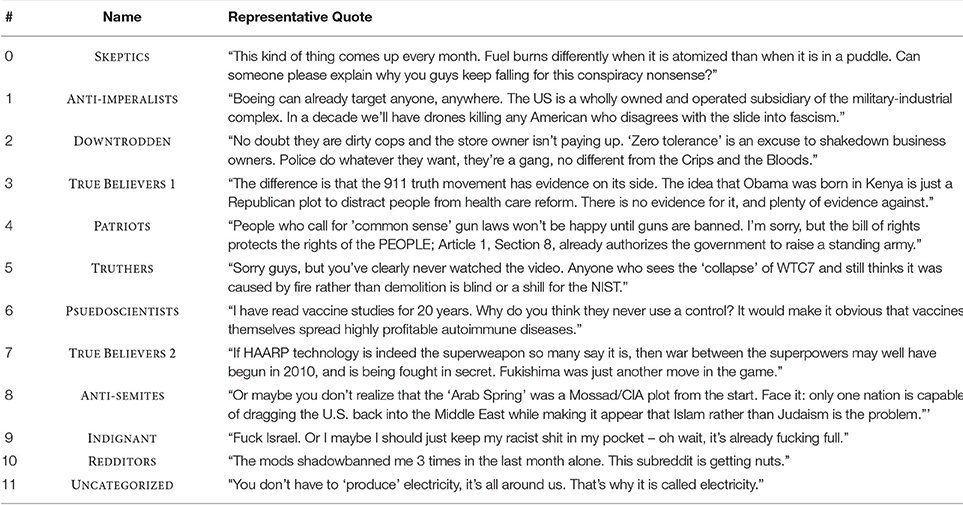 # Name Representative Quote
0 SKEPTICS “This kind of thing comes up every month. Fuel burns differently when it is atomized than when it is in a puddle. Can
someone please explain why you guys keep falling for this conspiracy nonsense?”
1 ANTI-IMPERALISTS “Boeing can already target anyone, anywhere. The US is a wholly owned and operated subsidiary of the military-industrial
complex. In a decade we’ll have drones killing any American who disagrees with the slide into fascism.”
2 DOWNTRODDEN “No doubt they are dirty cops and the store owner isn’t paying up. ‘Zero tolerance’ is an excuse to shakedown business
owners. Police do whatever they want, they’re a gang, no different from the Crips and the Bloods.”
3 TRUE BELIEVERS 1 “The difference is that the 911 truth movement has evidence on its side. The idea that Obama was born in Kenya is just a
Republican plot to distract people from health care reform. There is no evidence for it, and plenty of evidence against.”
4 PATRIOTS “People who call for ’common sense’ gun laws won’t be happy until guns are banned. I’m sorry, but the bill of rights
protects the rights of the PEOPLE; Article 1, Section 8, already authorizes the government to raise a standing army.”
5 TRUTHERS “Sorry guys, but you’ve clearly never watched the video. Anyone who sees the ‘collapse’ of WTC7 and still thinks it was
caused by fire rather than demolition is blind or a shill for the NIST.”
6 PSUEDOSCIENTISTS “I have read vaccine studies for 20 years. Why do you think they never use a control? It would make it obvious that vaccines
themselves spread highly profitable autoimmune diseases.”
7 TRUE BELIEVERS 2 “If HAARP technology is indeed the superweapon so many say it is, then war between the superpowers may well have
begun in 2010, and is being fought in secret. Fukishima was just another move in the game.”
8 ANTI-SEMITES “Or maybe you don’t realize that the ‘Arab Spring’ was a Mossad/CIA plot from the start. Face it: only one nation is capable
of dragging the U.S. back into the Middle East while making it appear that Islam rather than Judaism is the problem.”’
9 INDIGNANT “Fuck Israel. Or I maybe I should just keep my racist shit in my pocket – oh wait, it’s already fucking full.”
10 REDDITORS “The mods shadowbanned me 3 times in the last month alone. This subreddit is getting nuts.”
11 UNCATEGORIZED “You don’t have to ‘produce’ electricity, it’s all around us. That’s why it is called electricity.”